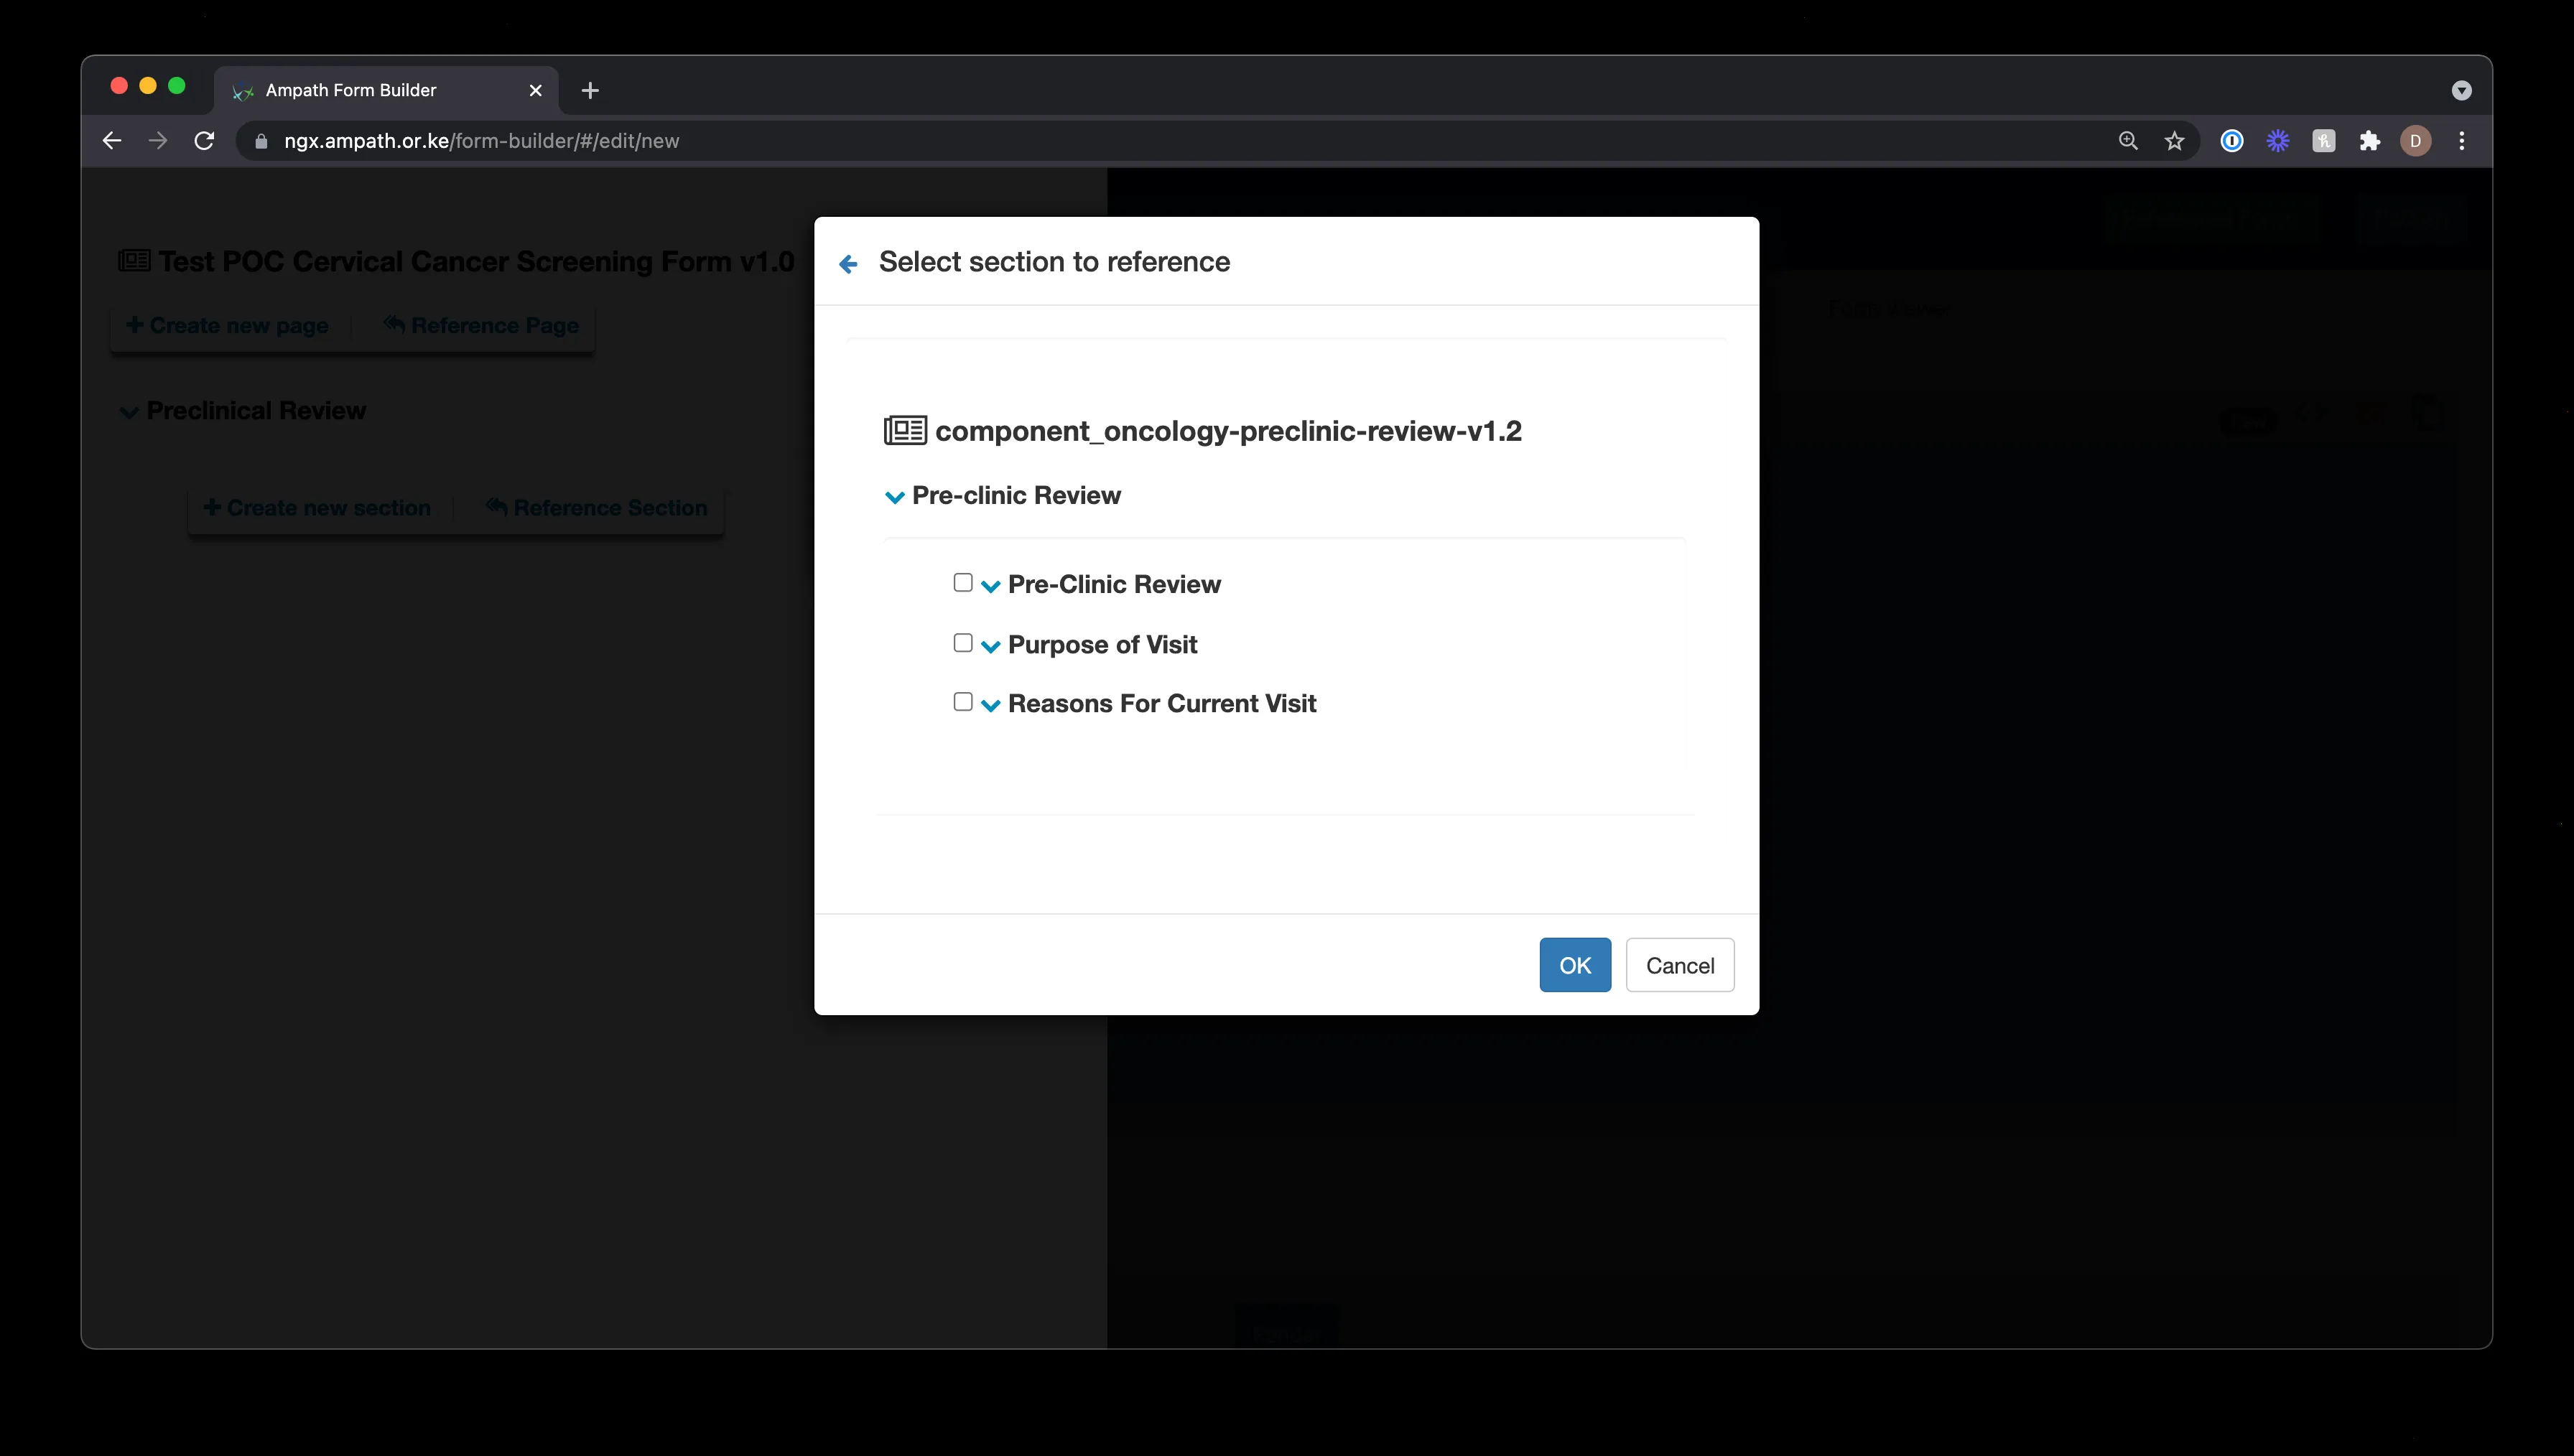 Ampath Form Builder
ngx.ampath.or.ke/form-builder/#/edit/new
D
Test POC Cervical Cancer Screening Form v1.0
Create new page
Reference Page
Preclinical Review
Create new section
Reference Section
Select section to reference
component_oncology-preclinic-review-v1.2
Pre-clinic Review
Pre-Clinic Review
Purpose of Visit
Reasons For Current Visit
OK
Cancel